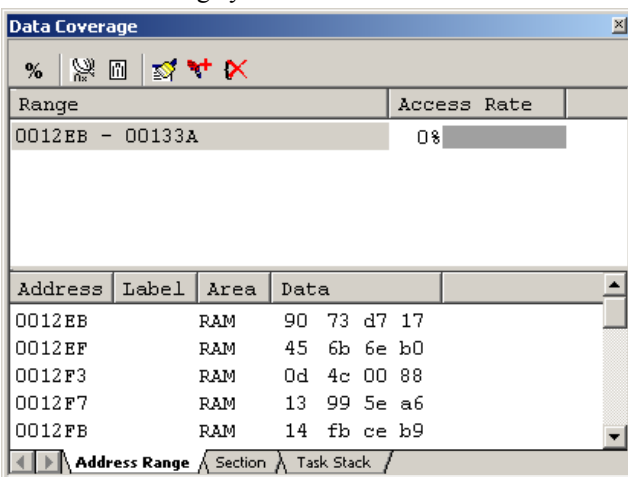 Data Coverage
%
Range Access Rate
0012EB - 00133A 0%
Address Label Area Data
0012EB RAM 90 73 d7 17
0012EF RAM 45 6b 6e b0
0012F3 RAM 0d 4c 00 88
0012F7 RAM 13 99 5e a6
0012FB RAM 14 fb ce b9
Address Range Section Task Stack